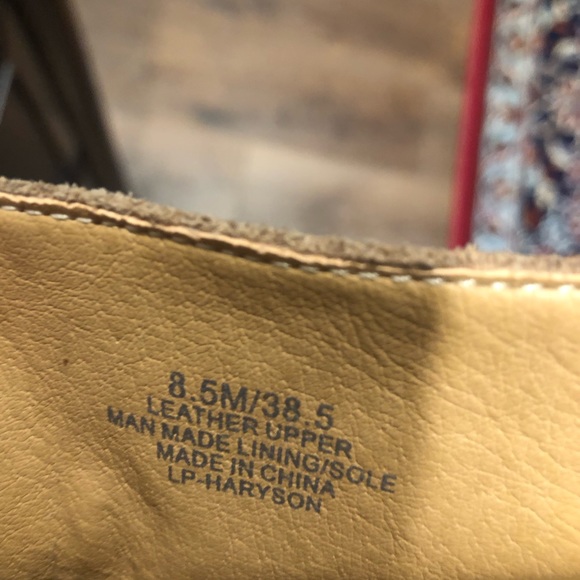 8.5M/38.5
LEATHER UPPER
MAN MADE LINING/SOLE
MADE IN CHINA
LP-HARYSON